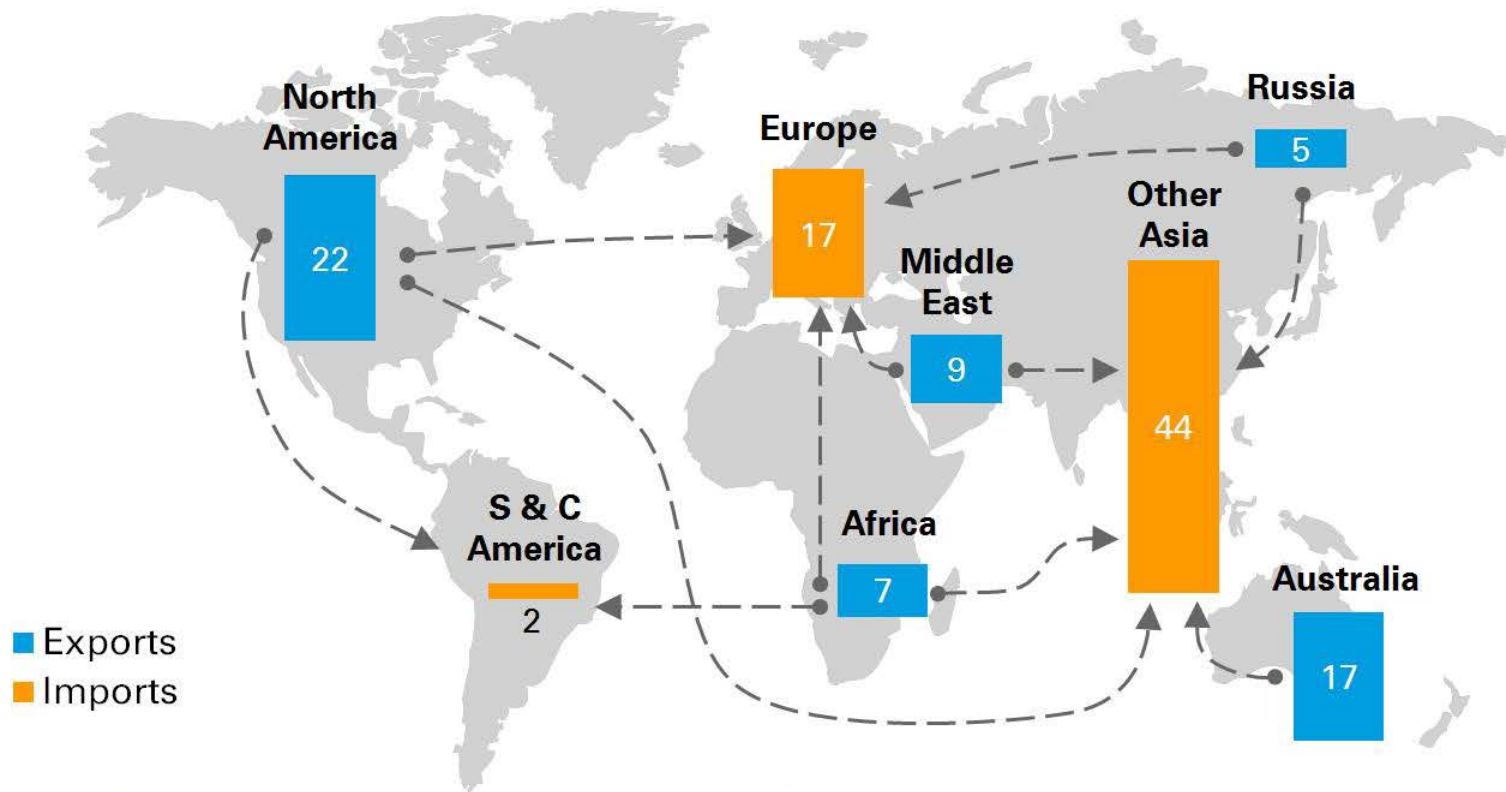 North
America
22
Europe
17
Russia
5
Other
Asia
44
Middle
East
9
S & C
America
2
Africa
7
Australia
17
Exports
Imports